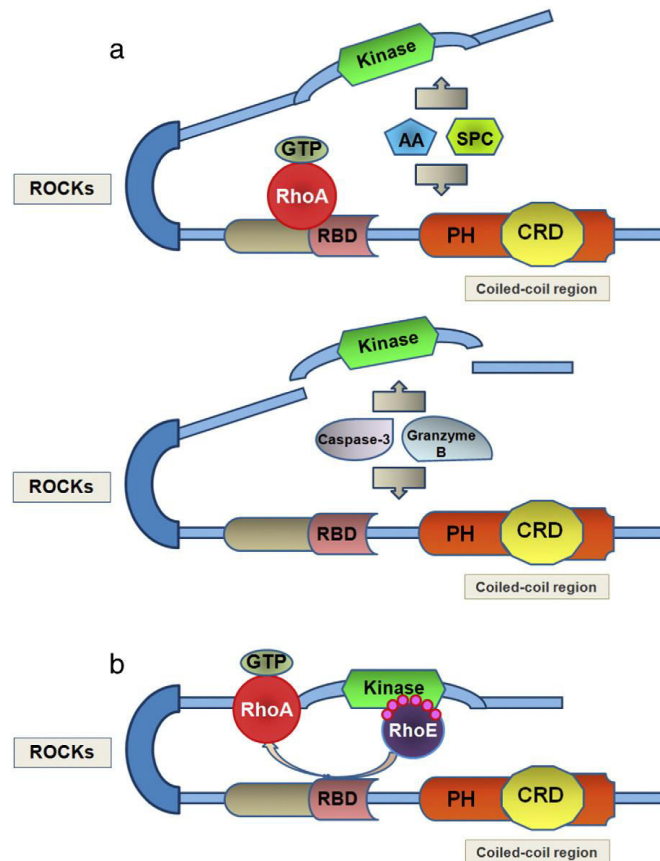 a
Kinase
GTP
AA
SPC
RhoA
ROCKs
RBD
PH
CRD
Coiled-coil region
Kinase
Caspase-3
Granzyme
B
ROCKs
RBD
PH
CRD
Coiled-coil region
b
GTP
Kinase
RhoA
RhoE
ROCKs
RBD
PH
CRD
Coiled-coil region